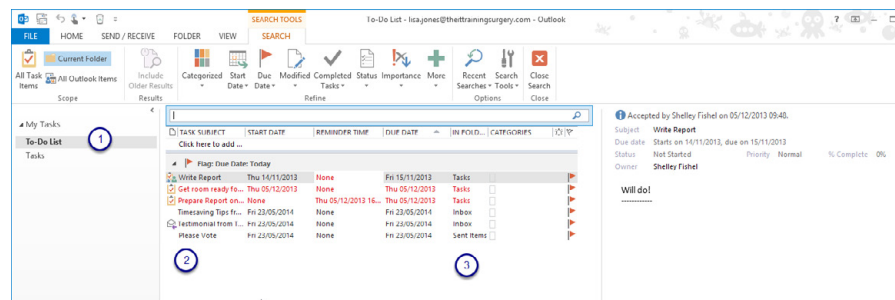 SEARCH TOOLS
To-Do List - lisa.jones@theittrainingsurgery.com - Outlook
FILE HOME SEND / RECEIVE FOLDER VIEW SEARCH
All Task Items
Current Folder
All Outlook Items
Include Older Results
Categorized
Start Date
Due Date
Modified
Completed Tasks
Status
Importance
More
Recent Searches
Search Tools
Close Search
Scope Results Refine Options Close
My Tasks
To-Do List
Tasks
1
TASK SUBJECT START DATE REMINDER TIME DUE DATE IN FOLD... CATEGORIES
Click here to add ...
Flag: Due Date: Today
Write Report Thu 14/11/2013 None Fri 15/11/2013 Tasks
Get room ready fo... Thu 05/12/2013 None Thu 05/12/2013 Tasks
Prepare Report on... None Thu 05/12/2013 16... Thu 05/12/2013 Tasks
Timesaving Tips fr... Fri 23/05/2014 None Fri 23/05/2014 Inbox
Testimonial from T... Fri 23/05/2014 None Fri 23/05/2014 Inbox
Please Vote Fri 23/05/2014 None Fri 23/05/2014 Sent Items
2
3
Accepted by Shelley Fishel on 05/12/2013 09:48.
Subject Write Report
Due date Starts on 14/11/2013, due on 15/11/2013
Status Not Started Priority Normal % Complete 0%
Owner Shelley Fishel
Will do!